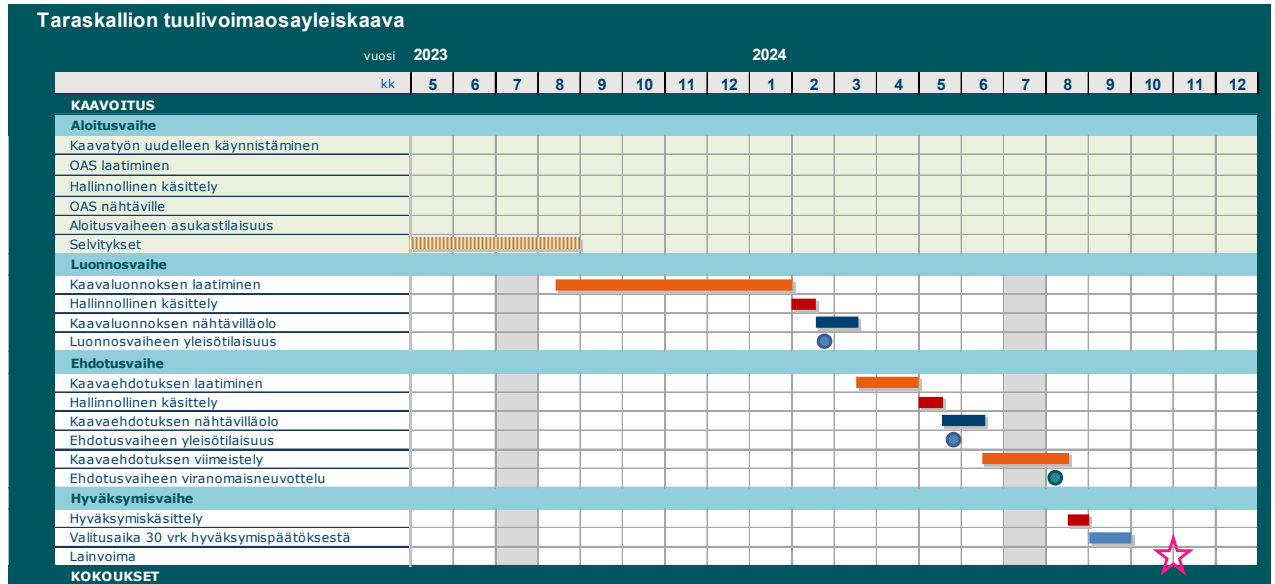 Taraskallion tuulivoimaosayleiskaava
vuosi 2023 2024
kk 5 6 7 8 9 10 11 12 1 2 3 4 5 6 7 8 9 10 11 12
KAAVOITUS
Aloitusvaihe
Kaavatyön uudelleen käynnistäminen
OAS laatiminen
Hallinnollinen käsittely
OAS nähtäville
Aloitusvaiheen asukastilaisuus
Selvitykset
Luonnosvaihe
Kaavaluonnoksen laatiminen
Hallinnollinen käsittely
Kaavaluonnoksen nähtävilläolo
Luonnosvaiheen yleisötilaisuus
Ehdotusvaihe
Kaavaehdotuksen laatiminen
Hallinnollinen käsittely
Kaavaehdotuksen nähtävilläolo
Ehdotusvaiheen yleisötilaisuus
Kaavaehdotuksen viimeistely
Ehdotusvaiheen viranomaisneuvottelu
Hyväksymisvaihe
Hyväksymiskäsittely
Valitusaika 30 vrk hyväksymispäätöksestä
Lainvoima
KOKOUKSET